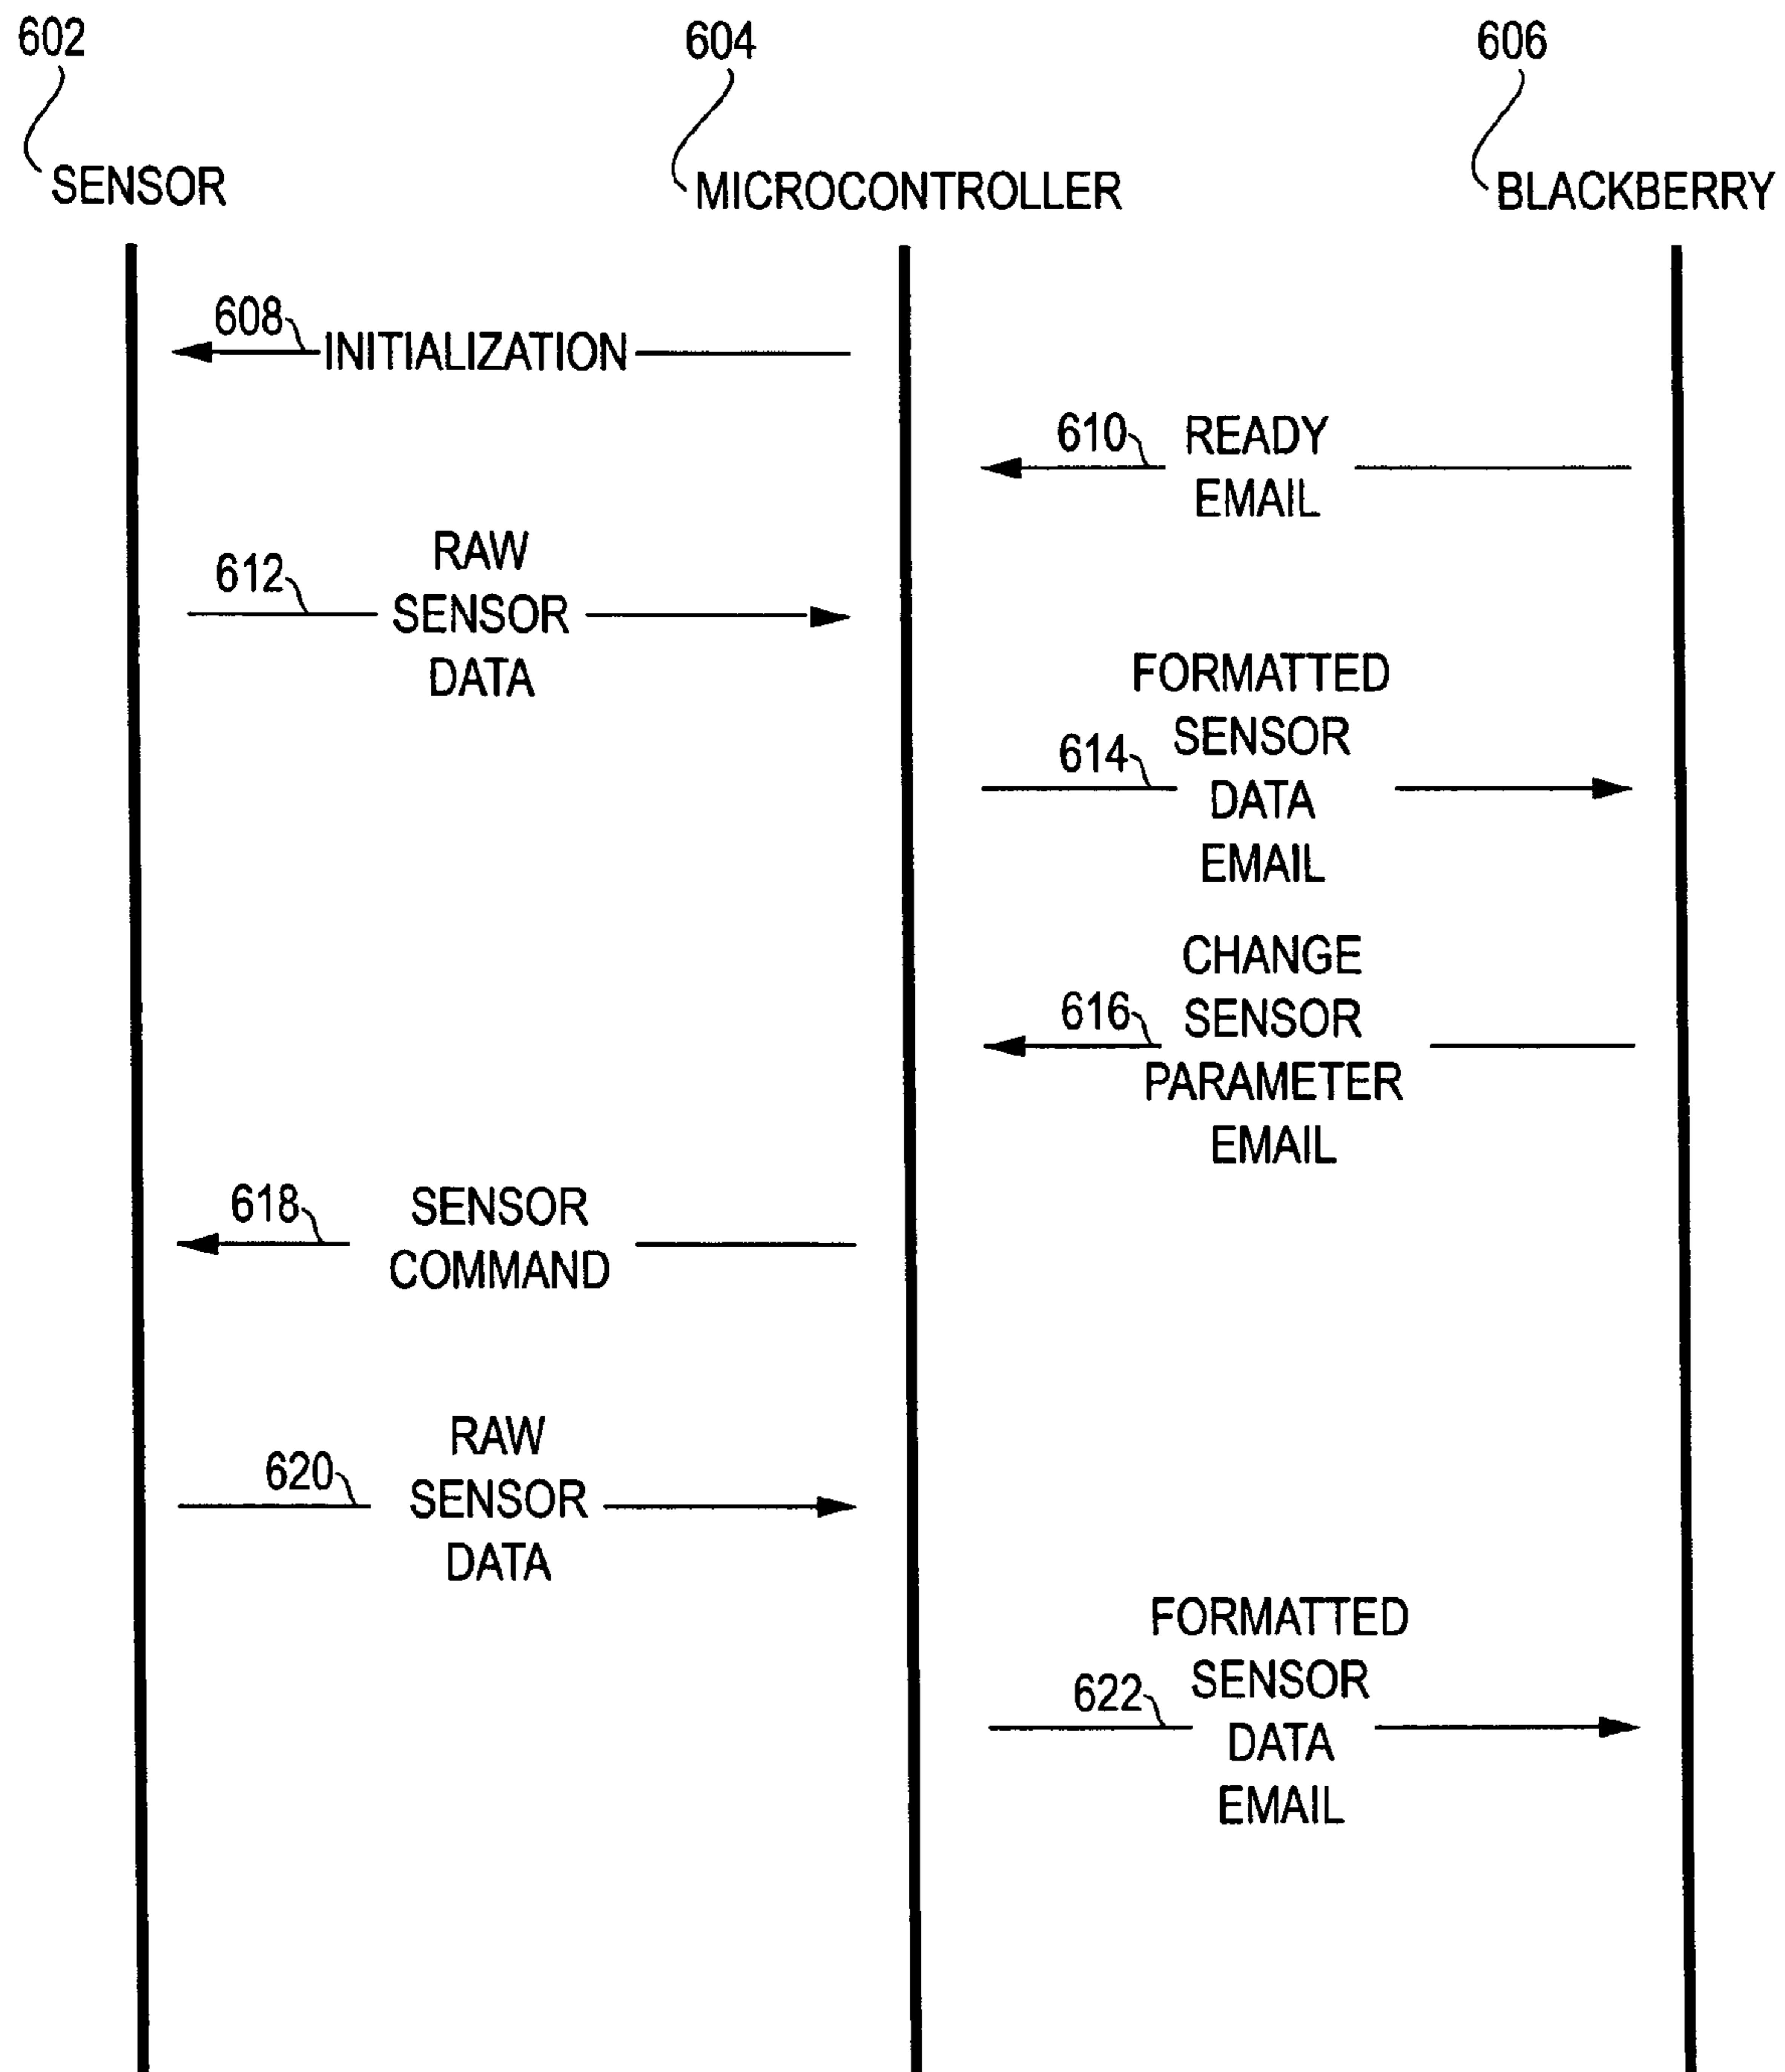 602
604
606
SENSOR
MICROCONTROLLER
BLACKBERRY
608
INITIALIZATION
610
READY
EMAIL
612
RAW
SENSOR
DATA
614
FORMATTED
SENSOR
DATA
EMAIL
616
CHANGE
SENSOR
PARAMETER
EMAIL
618
SENSOR
COMMAND
620
RAW
SENSOR
DATA
622
FORMATTED
SENSOR
DATA
EMAIL